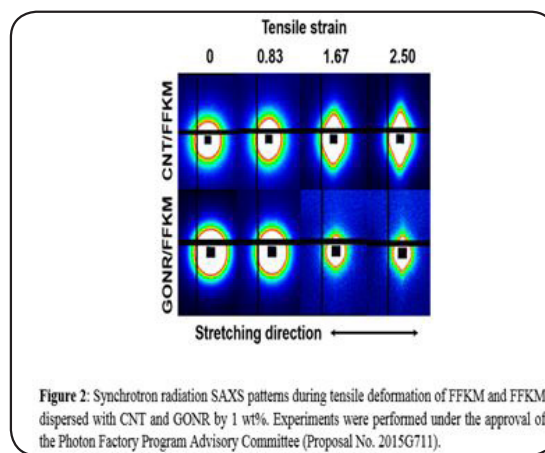 Tensile strain
0 0.83 1.67 2.50
CNT/FFKM
GONR/FFKM
Stretching direction
Figure 2: Synchrotron radiation SAXS patterns during tensile deformation of FFKM and FFKM
dispersed with CNT and GONR by 1 wt%. Experiments were performed under the approval of
the Photon Factory Program Advisory Committee (Proposal No. 2015G711).